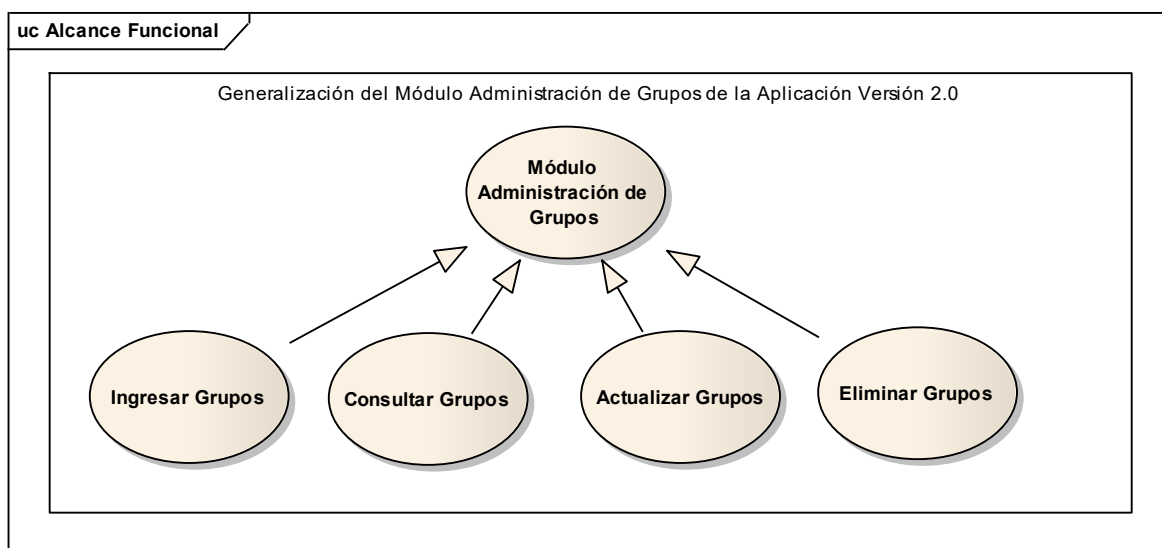 uc Alcance Funcional
Generalización del Módulo Administración de Grupos de la Aplicación Versión 2.0
Módulo
Administración de
Grupos
Ingresar Grupos
Consultar Grupos
Actualizar Grupos
Eliminar Grupos